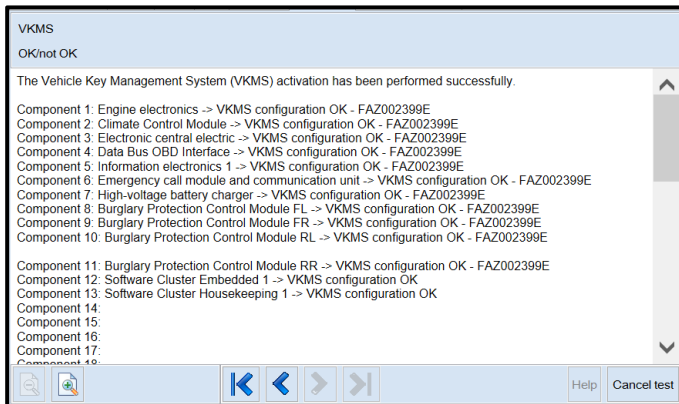 VKMS
OK/not OK
The Vehicle Key Management System (VKMS) activation has been performed successfully.
Component 1: Engine electronics -> VKMS configuration OK - FAZ002399E
Component 2: Climate Control Module -> VKMS configuration OK - FAZ002399E
Component 3: Electronic central electric -> VKMS configuration OK - FAZ002399E
Component 4: Data Bus OBD Interface -> VKMS configuration OK - FAZ002399E
Component 5: Information electronics 1 -> VKMS configuration OK - FAZ002399E
Component 6: Emergency call module and communication unit -> VKMS configuration OK - FAZ002399E
Component 7: High-voltage battery charger -> VKMS configuration OK - FAZ002399E
Component 8: Burglary Protection Control Module FL -> VKMS configuration OK - FAZ002399E
Component 9: Burglary Protection Control Module FR -> VKMS configuration OK - FAZ002399E
Component 10: Burglary Protection Control Module RL -> VKMS configuration OK - FAZ002399E
Component 11: Burglary Protection Control Module RR -> VKMS configuration OK - FAZ002399E
Component 12: Software Cluster Embedded 1 -> VKMS configuration OK
Component 13: Software Cluster Housekeeping 1 -> VKMS configuration OK
Component 14:
Component 15:
Component 16:
Component 17:
Component 18:
Help Cancel test